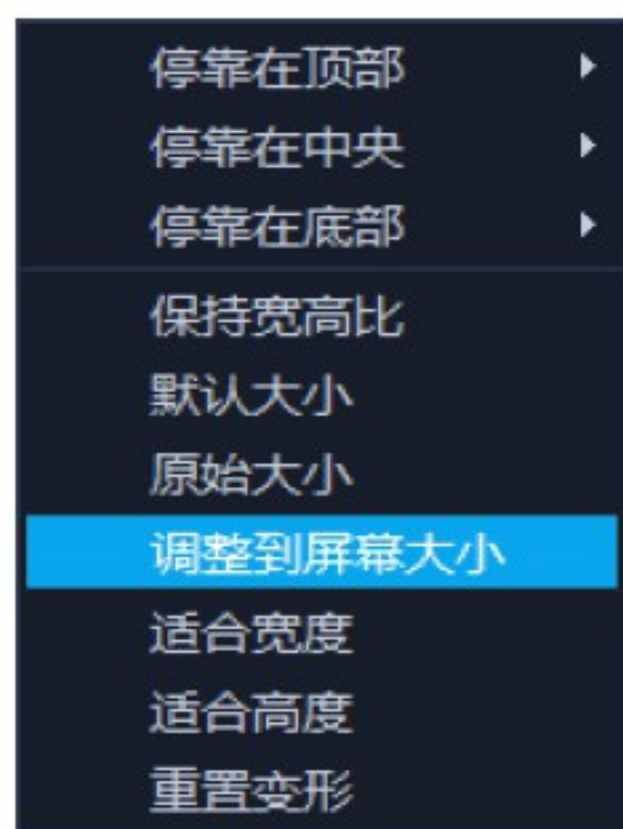 停靠在顶部
停靠在中央
停靠在底部
保持宽高比
默认大小
原始大小
调整到屏幕大小
适合宽度
适合高度
重置变形